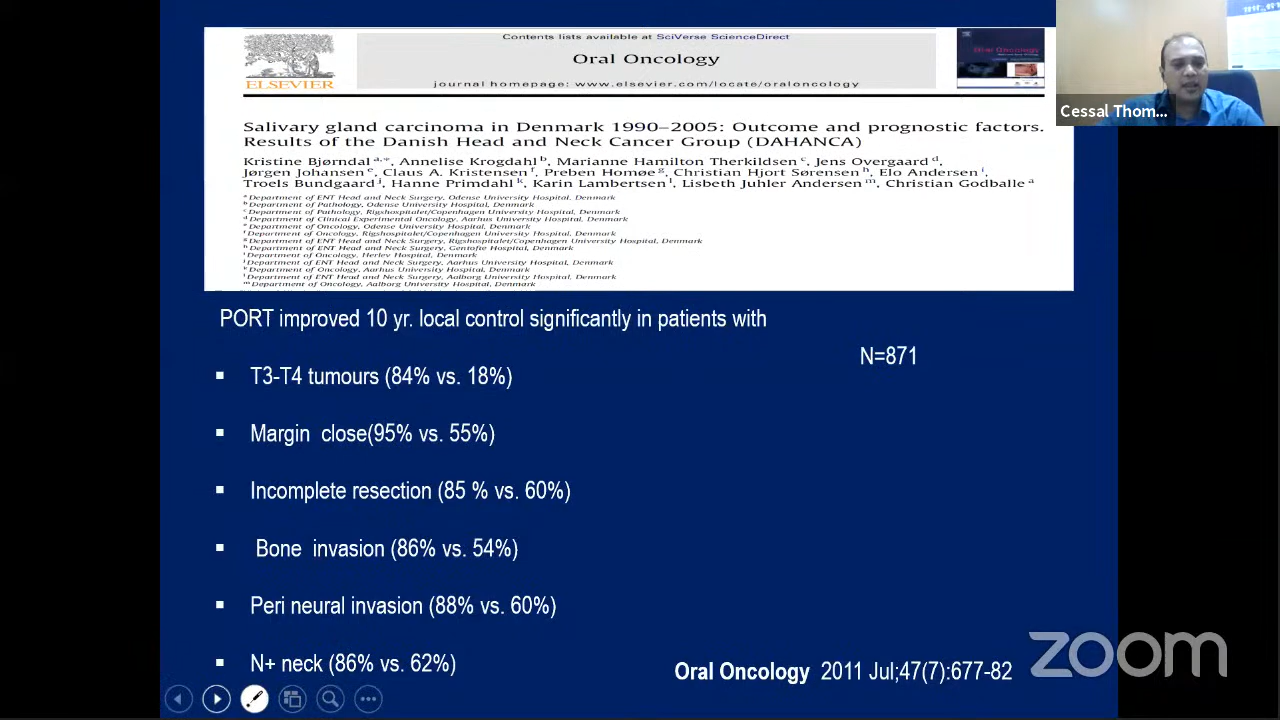 Contents lists available at SciVerse ScienceDirect
Oral Oncology
journal homepage: www.elsevier.com/locate/oraloncology
ELSEVIER
Cessal Thom...
Salivary gland carcinoma in Denmark 1990–2005: Outcome and prognostic factors.
Results of the Danish Head and Neck Cancer Group (DAHANCA)
Kristine Bjørndal a,*, Annelise Krogdahl b, Marianne Hamilton Therkildsen c, Jens Overgaard d,
Jørgen Johansen e, Claus A. Kristensen f, Preben Homøe g, Christian Hjort Sørensen h, Elo Andersen i,
Troels Bundgaard j, Hanne Primdahl k, Karin Lambertsen l, Lisbeth Juhler Andersen m, Christian Godballe a
a Department of ENT Head and Neck Surgery, Odense University Hospital, Denmark
b Department of Pathology, Odense University Hospital, Denmark
c Department of Pathology, Rigshospitalet/Copenhagen University Hospital, Denmark
d Department of Clinical Experimental Oncology, Aarhus University Hospital, Denmark
e Department of Oncology, Odense University Hospital, Denmark
f Department of Oncology, Rigshospitalet/Copenhagen University Hospital, Denmark
g Department of ENT Head and Neck Surgery, Rigshospitalet/Copenhagen University Hospital, Denmark
h Department of ENT Head and Neck Surgery, Gentofte Hospital, Denmark
i Department of Oncology, Herlev Hospital, Denmark
j Department of ENT Head and Neck Surgery, Aarhus University Hospital, Denmark
k Department of Oncology, Aarhus University Hospital, Denmark
l Department of ENT Head and Neck Surgery, Aalborg University Hospital, Denmark
m Department of Oncology, Aalborg University Hospital, Denmark
PORT improved 10 yr. local control significantly in patients with
N=871
▪ T3-T4 tumours (84% vs. 18%)
▪ Margin close(95% vs. 55%)
▪ Incomplete resection (85 % vs. 60%)
▪ Bone invasion (86% vs. 54%)
▪ Peri neural invasion (88% vs. 60%)
▪ N+ neck (86% vs. 62%)
Oral Oncology 2011 Jul;47(7):677-82
zoom